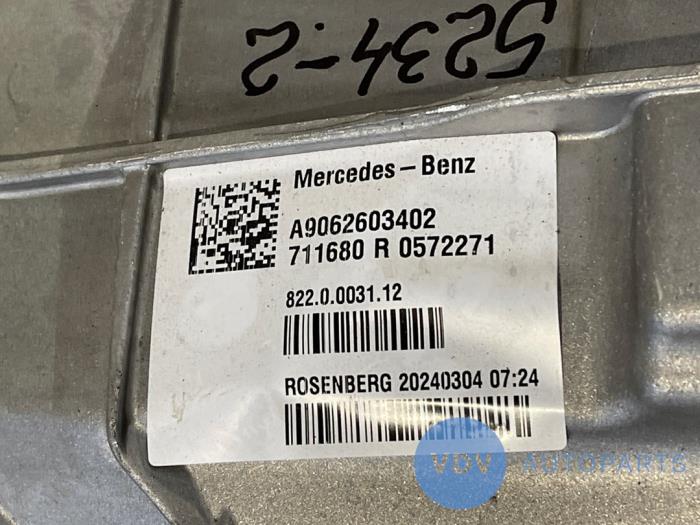 5234-2
Mercedes-Benz
A9062603402
711680 R 0572271
822.0.0031.12
ROSENBERG 20240304 07:24
VDV AUTOPARTS